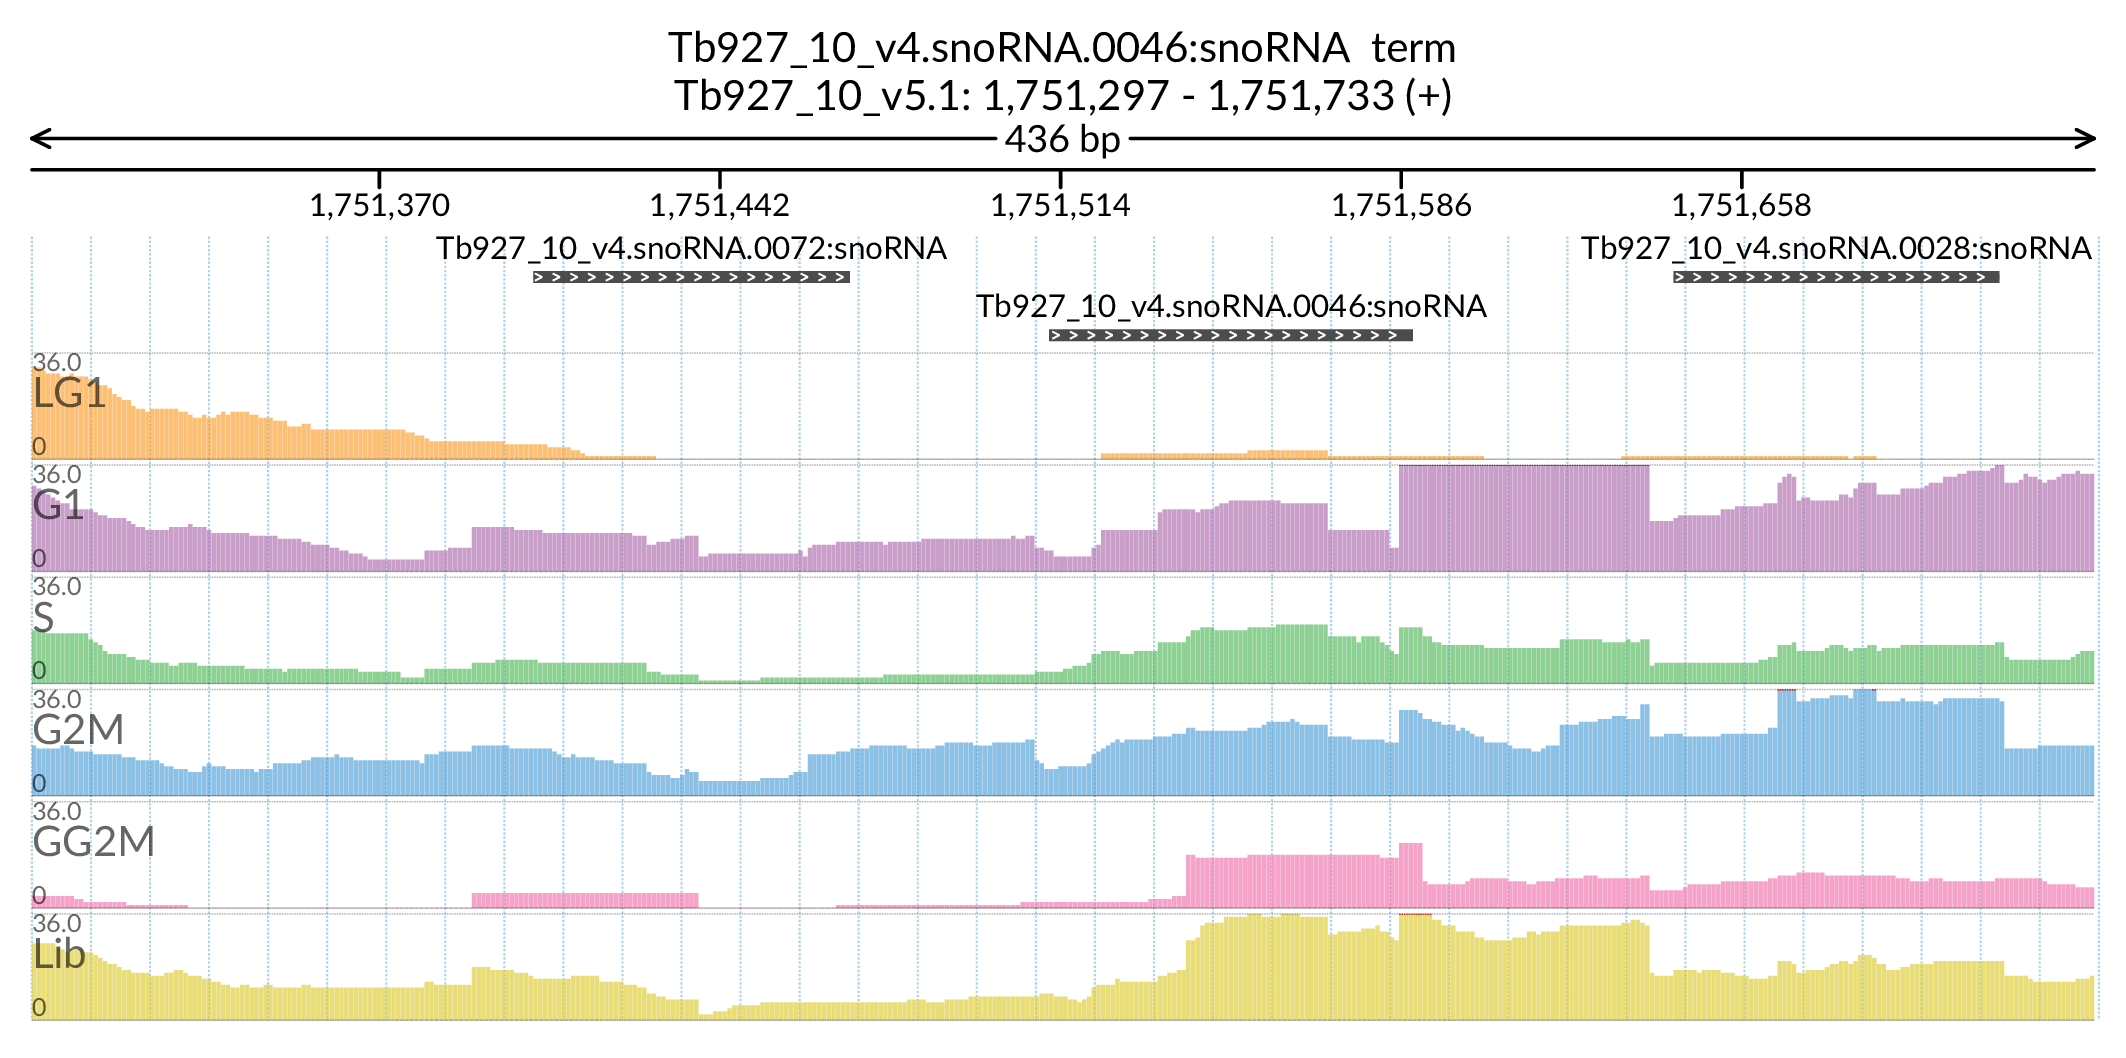 Tb927_10_v4.snoRNA.0046:snoRNA term
Tb927_10_v5.1: 1,751,297 - 1,751,733 (+)
436 bp
1,751,370 1,751,442 1,751,514 1,751,586 1,751,658
Tb927_10_v4.snoRNA.0072:snoRNA Tb927_10_v4.snoRNA.0028:snoRNA
Tb927_10_v4.snoRNA.0046:snoRNA
36.0
LG1
0
36.0
G1
0
36.0
S
0
36.0
G2M
0
36.0
GG2M
0
36.0
Lib
0